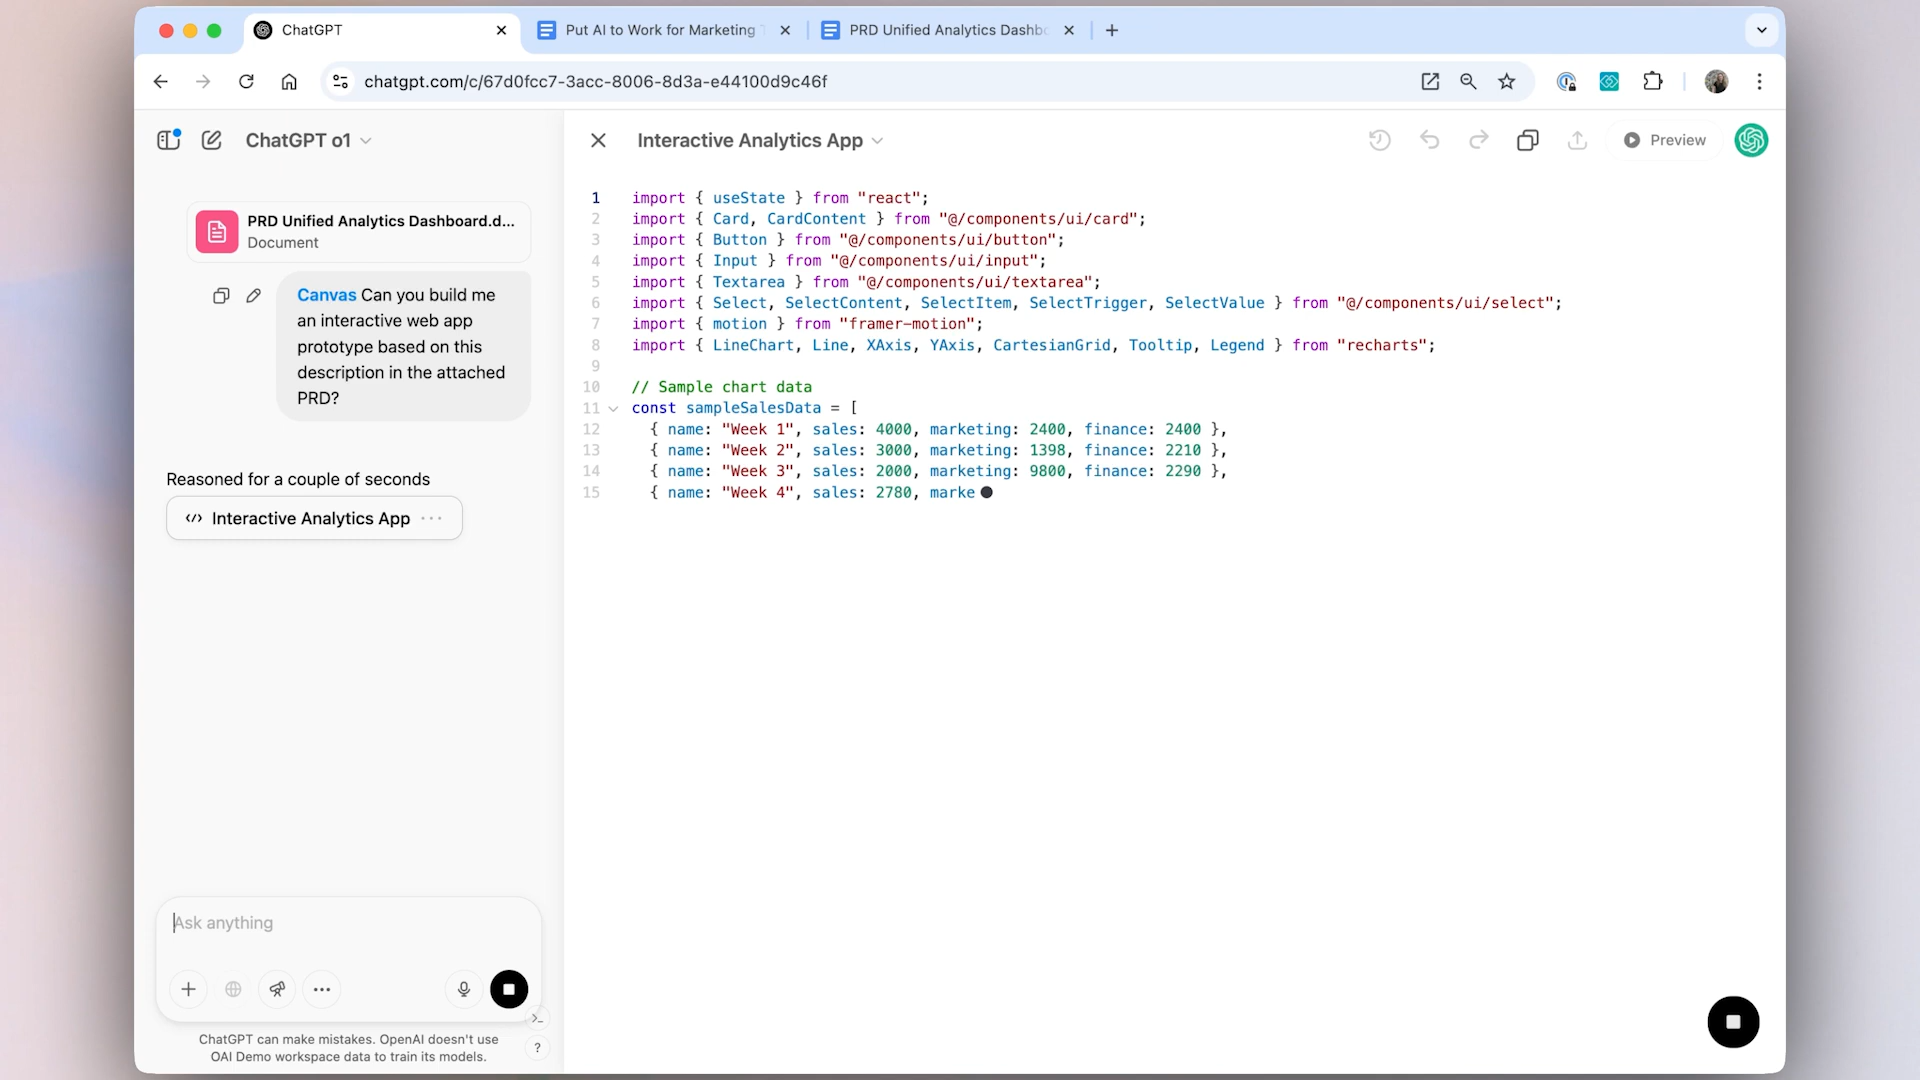 ChatGPT
Put AI to Work for Marketing
PRD Unified Analytics Dashb
chatgpt.com/c/67d0fcc7-3acc-8006-8d3a-e44100d9c46f
ChatGPT o1
PRD Unified Analytics Dashboard.d...
Document
Canvas Can you build me
an interactive web app
prototype based on this
description in the attached
PRD?
Reasoned for a couple of seconds
Interactive Analytics App
Ask anything
ChatGPT can make mistakes. OpenAI doesn't use
OAI Demo workspace data to train its models.
?
Interactive Analytics App
Preview
1 import { useState } from "react";
2 import { Card, CardContent } from "@/components/ui/card";
3 import { Button } from "@/components/ui/button";
4 import { Input } from "@/components/ui/input";
5 import { Textarea } from "@/components/ui/textarea";
6 import { Select, SelectContent, SelectItem, SelectTrigger, SelectValue } from "@/components/ui/select";
7 import { motion } from "framer-motion";
8 import { LineChart, Line, XAxis, YAxis, CartesianGrid, Tooltip, Legend } from "recharts";
9
10 // Sample chart data
11 const sampleSalesData = [
12 { name: "Week 1", sales: 4000, marketing: 2400, finance: 2400 },
13 { name: "Week 2", sales: 3000, marketing: 1398, finance: 2210 },
14 { name: "Week 3", sales: 2000, marketing: 9800, finance: 2290 },
15 { name: "Week 4", sales: 2780, marke